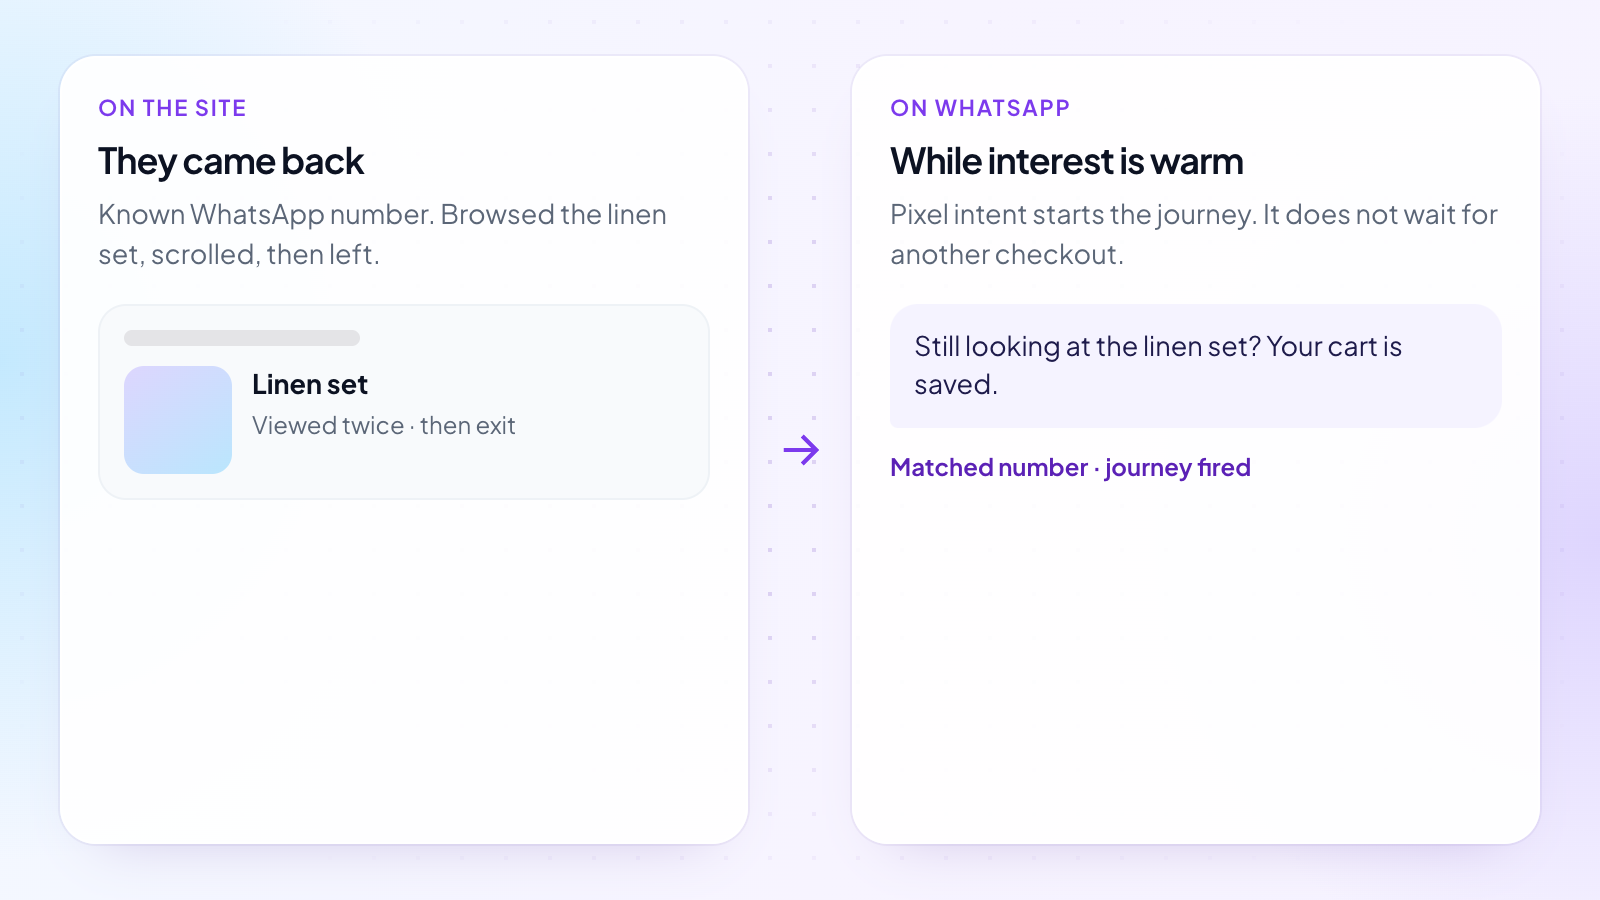 ON THE SITE
They came back
Known WhatsApp number. Browsed the linen
set, scrolled, then left.
Linen set
Viewed twice · then exit
→
ON WHATSAPP
While interest is warm
Pixel intent starts the journey. It does not wait for
another checkout.
Still looking at the linen set? Your cart is
saved.
Matched number · journey fired